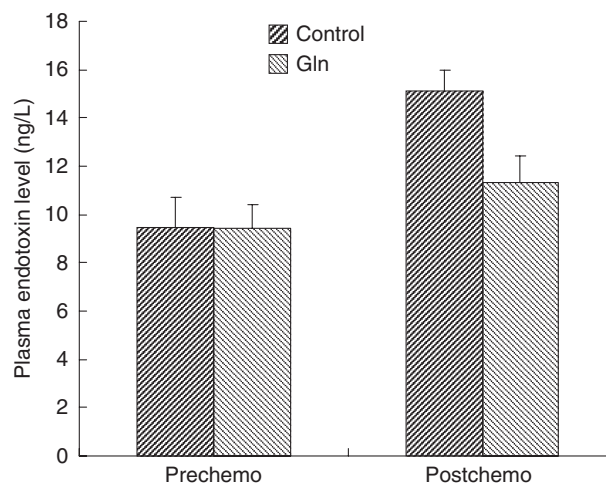 18
16
14
12
10
8
6
4
2
0
Plasma endotoxin level (ng/L)
Control
Gln
Prechemo
Postchemo